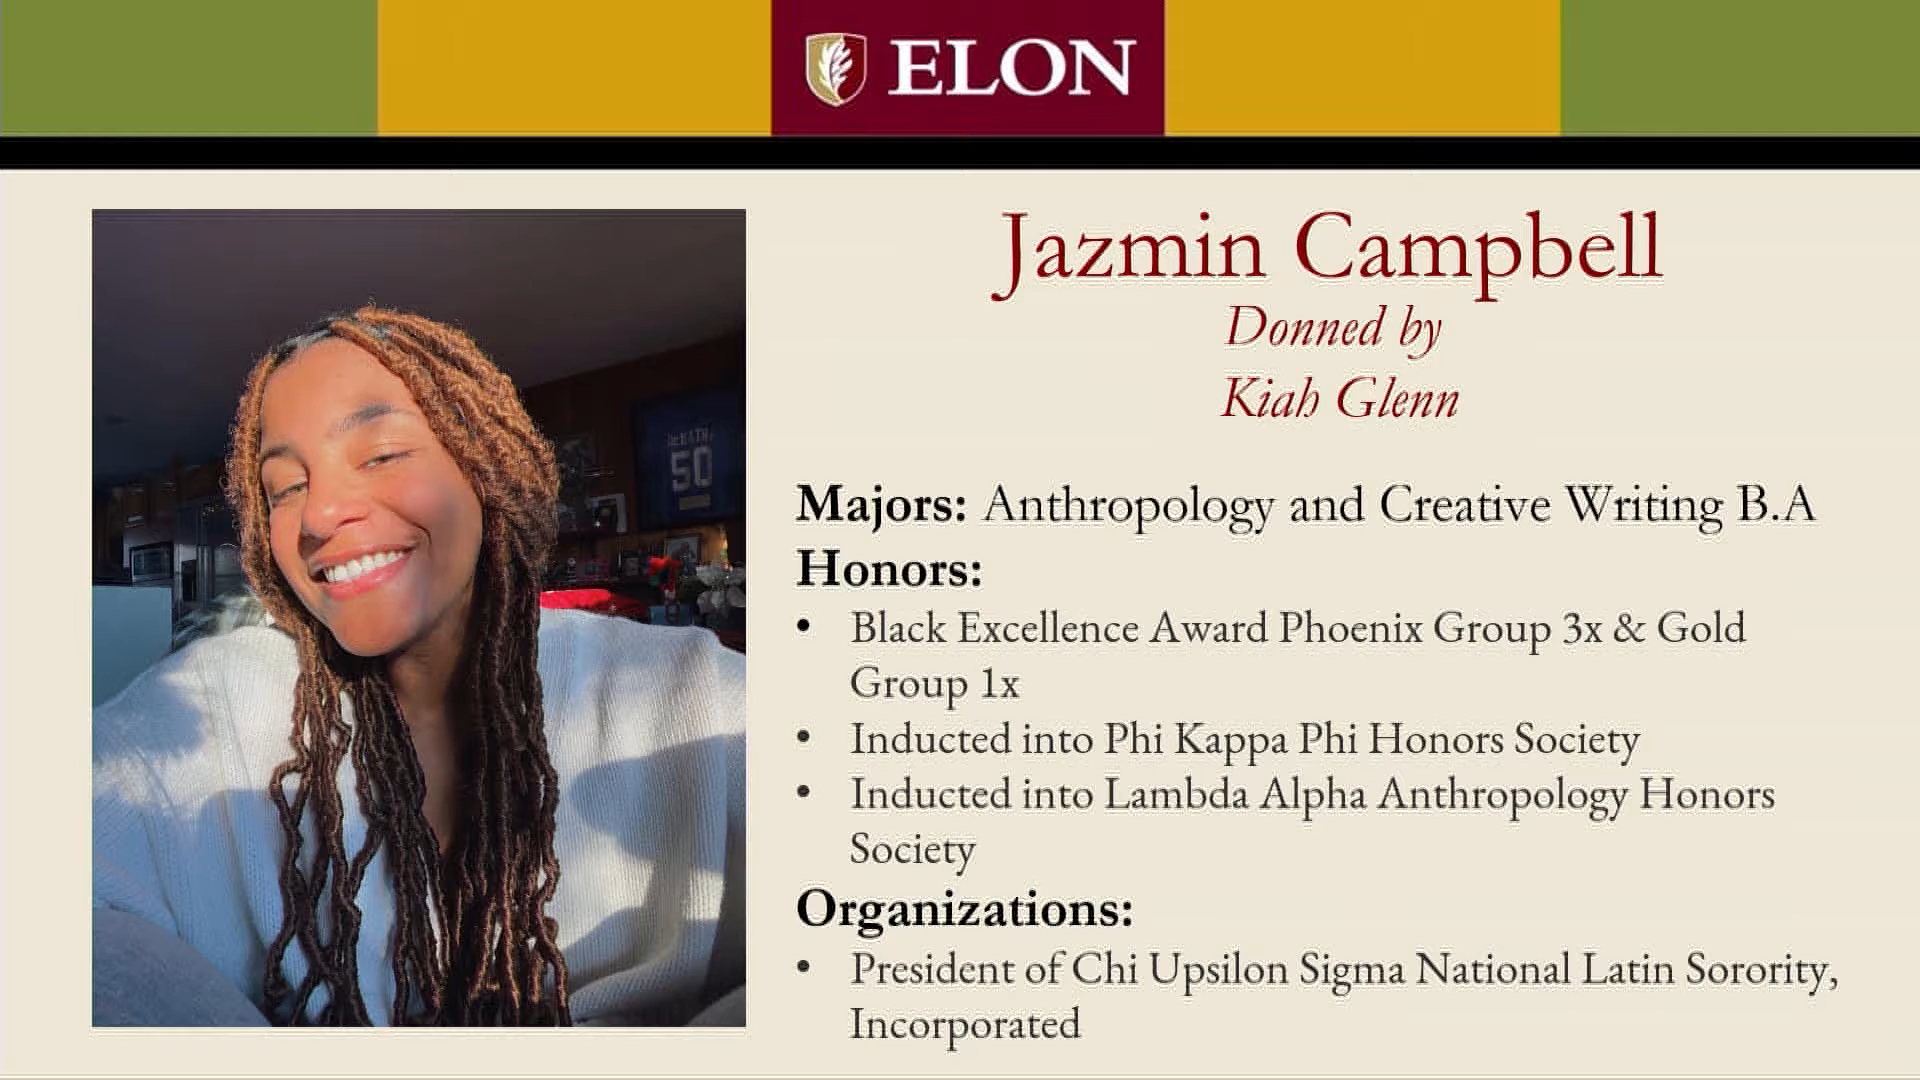 ELON
Jazmin Campbell
Donned by
Kiah Glenn
50
Majors: Anthropology and Creative Writing B.A
Honors:
• Black Excellence Award Phoenix Group 3x & Gold
Group 1x
• Inducted into Phi Kappa Phi Honors Society
• Inducted into Lambda Alpha Anthropology Honors
Society
Organizations:
• President of Chi Upsilon Sigma National Latin Sorority,
Incorporated